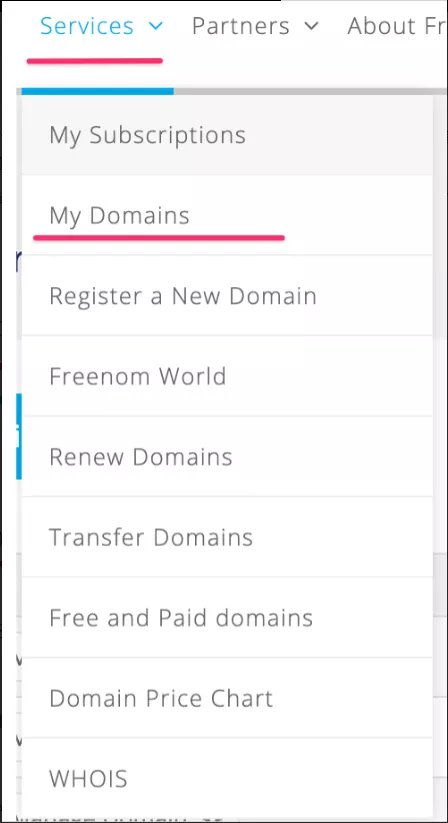 Services Partners About Fr
My Subscriptions
My Domains
Register a New Domain
Freenom World
Renew Domains
Transfer Domains
Free and Paid domains
Domain Price Chart
WHOIS